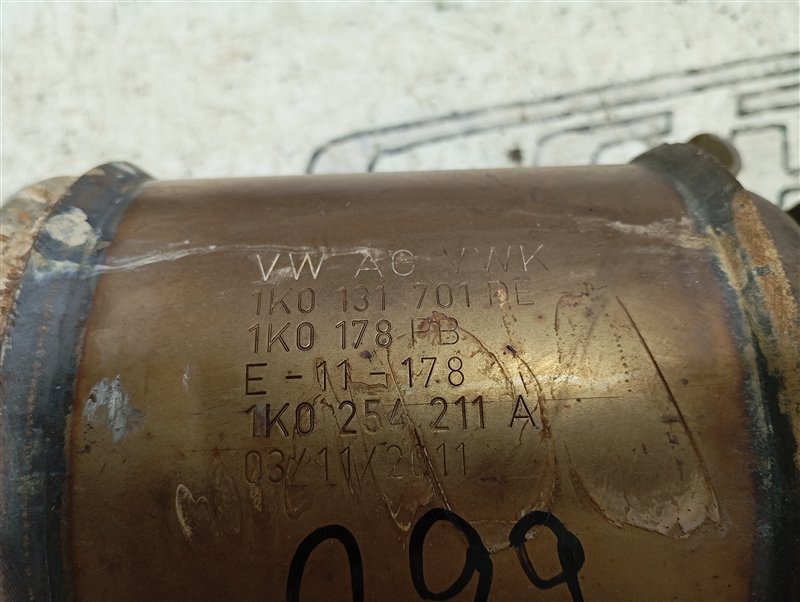 VW AG VWK
1K0 131 701 DE
1K0 178 PB
E - 11 - 178
1K0 254 211 A
03/11/2011
099